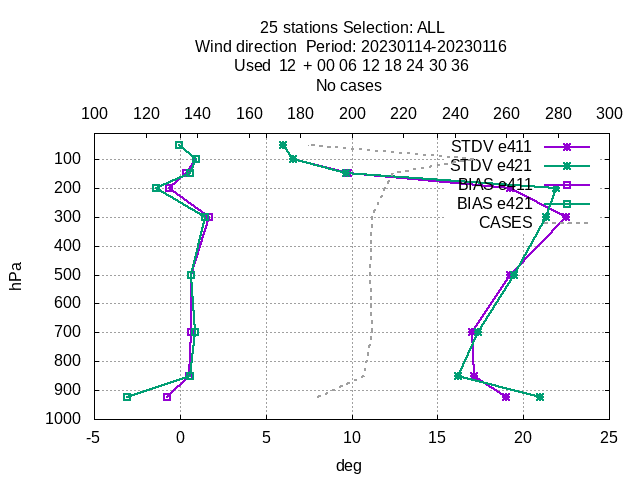 25 stations Selection: ALL
Wind direction  Period: 20230114-20230116
Used  12  + 00 06 12 18 24 30 36
No cases
100 120 140 160 180 200 220 240 260 280 300
STDV e411
STDV e421
BIAS e411
BIAS e421
CASES
100
200
300
400
500
600
700
800
900
1000
hPa
-5 0 5 10 15 20 25
deg